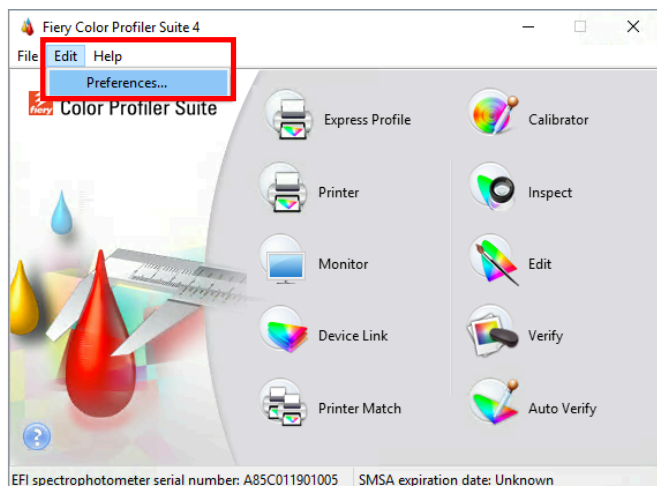 Fiery Color Profiler Suite 4
File Edit Help
Preferences...
fiery Color Profiler Suite
Express Profile
Calibrator
Printer
Inspect
Monitor
Edit
Device Link
Verify
Printer Match
Auto Verify
?
EFI spectrophotometer serial number: A85C011901005 SMSA expiration date: Unknown